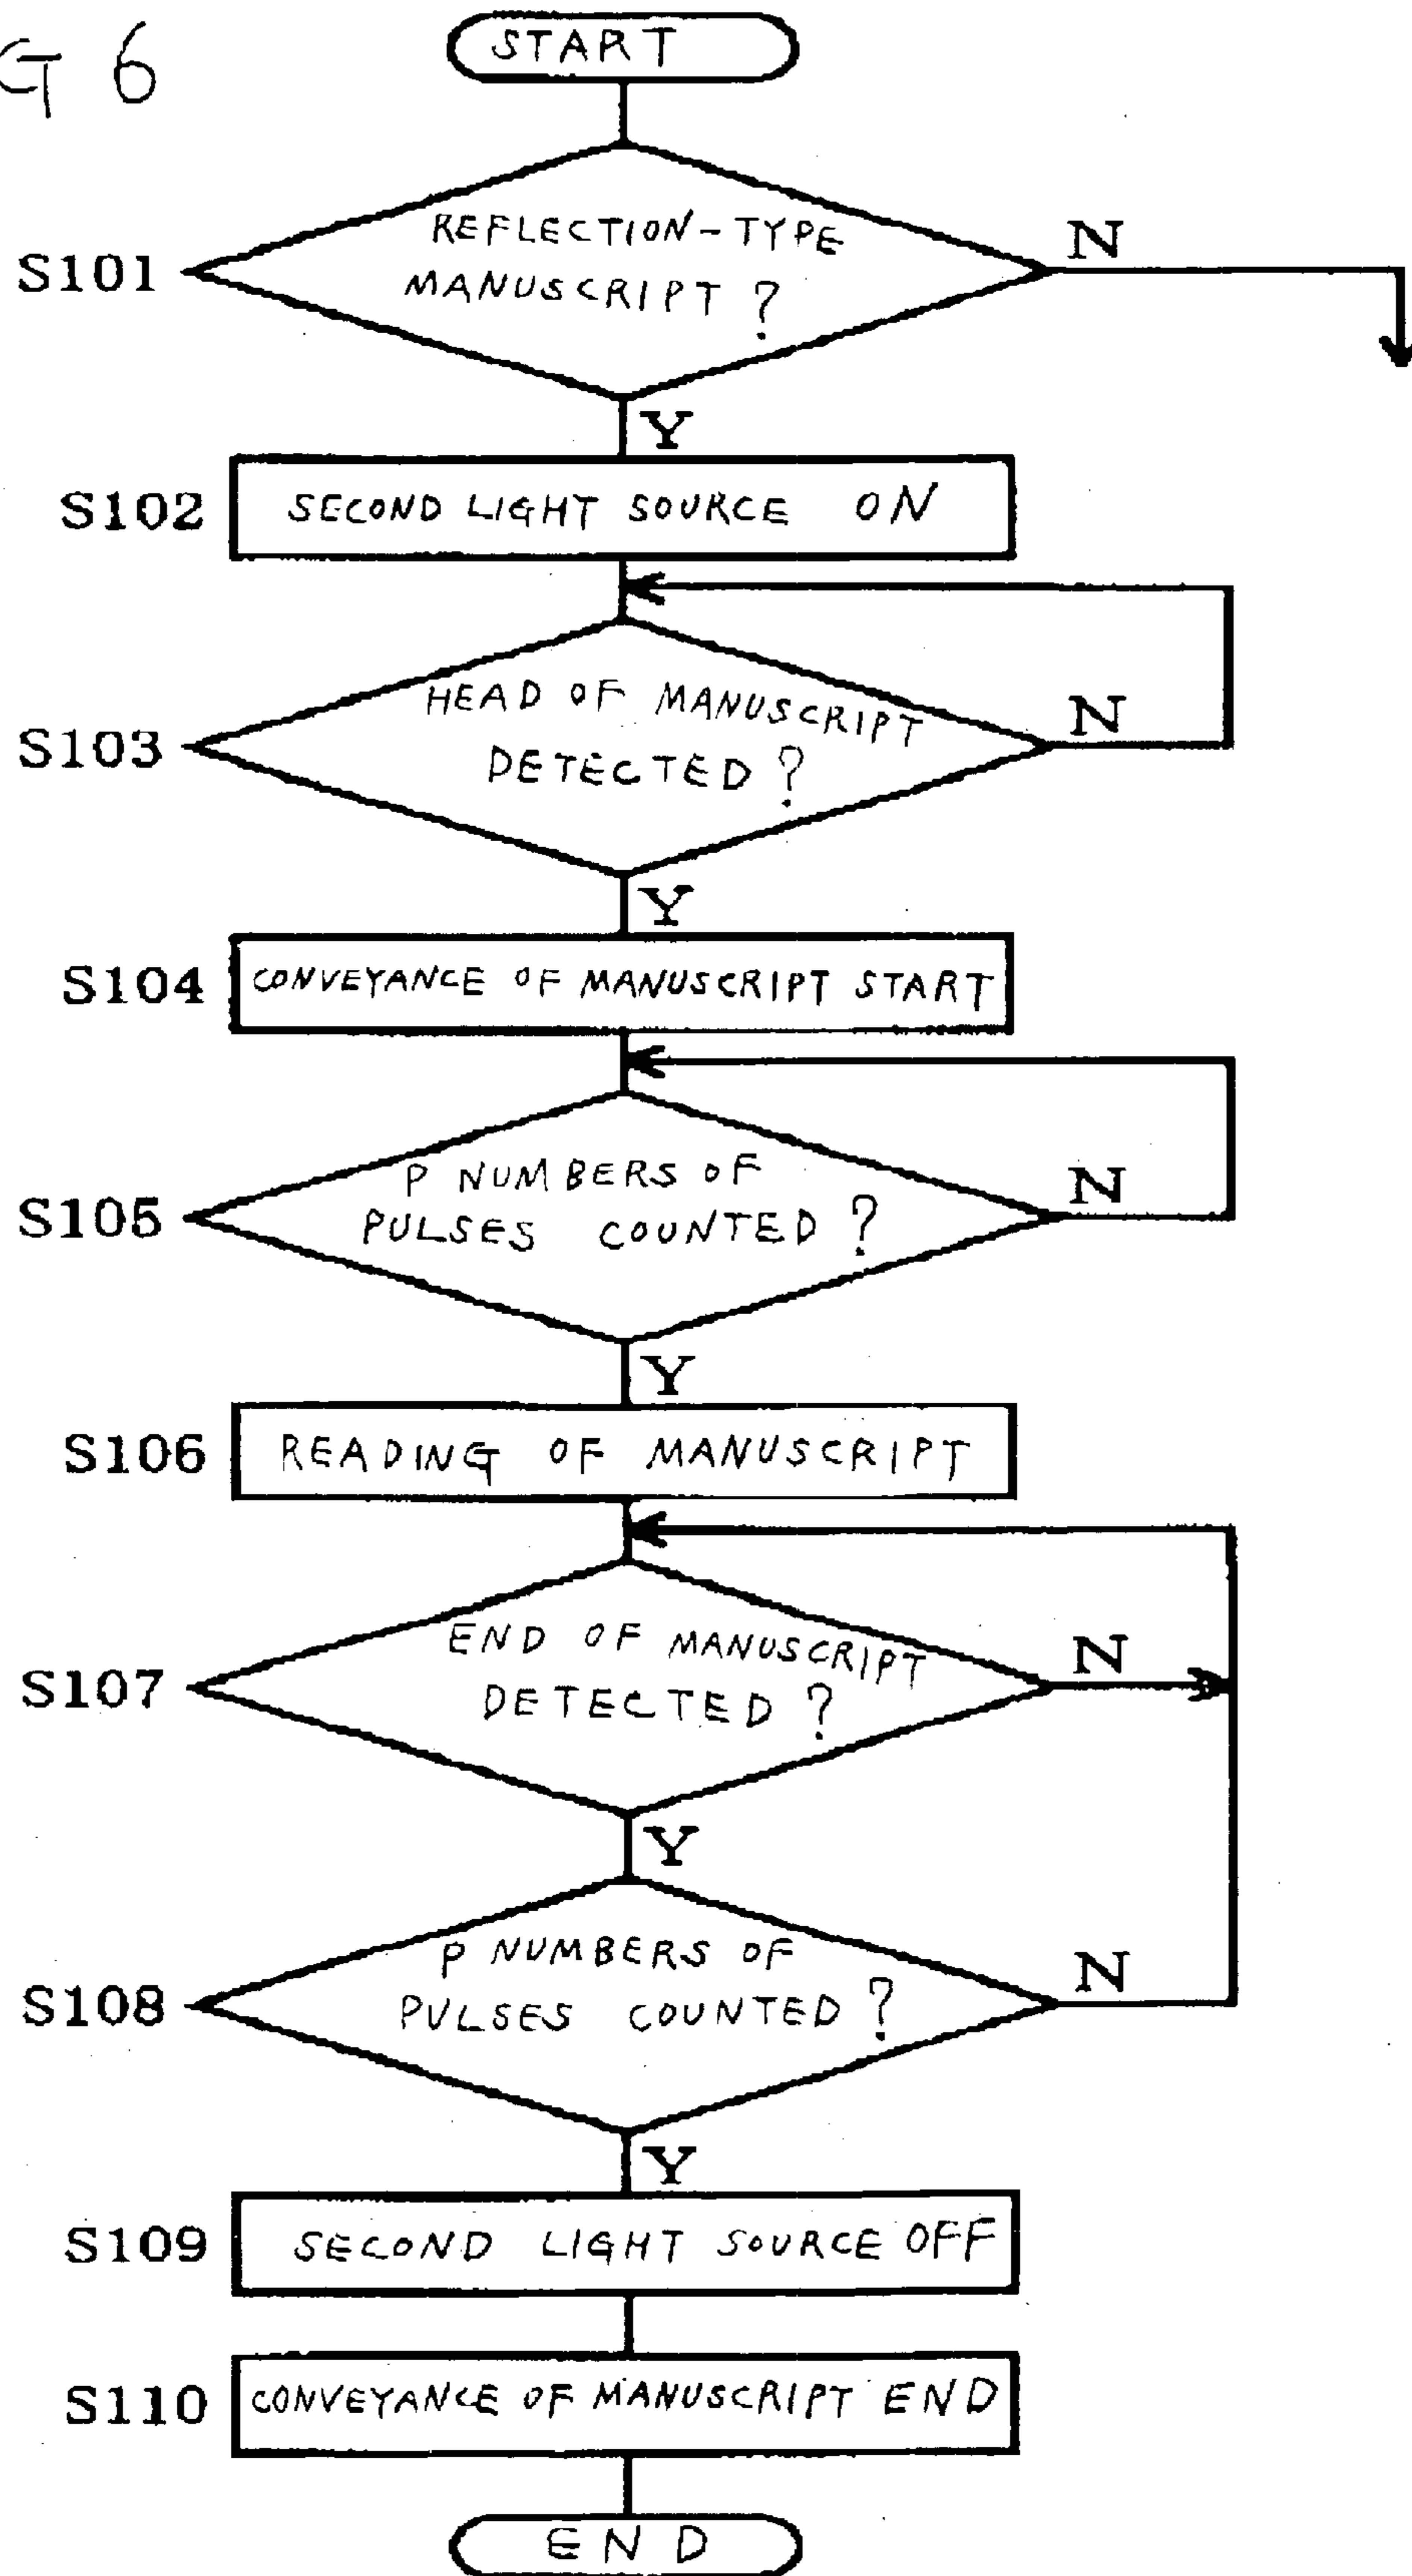 G 6
START
REFLECTION-TYPE
MANUSCRIPT ?
N
S101
Y
S102
SECOND LIGHT SOURCE ON
HEAD OF MANUSCRIPT
DETECTED ?
N
S103
Y
S104
CONVEYANCE OF MANUSCRIPT START
P NUMBERS OF
PULSES COUNTED ?
N
S105
Y
S106
READING OF MANUSCRIPT
END OF MANUSCRIPT
DETECTED ?
N
S107
Y
P NUMBERS OF
PULSES COUNTED ?
N
S108
Y
S109
SECOND LIGHT SOURCE OFF
S110
CONVEYANCE OF MANUSCRIPT END
END